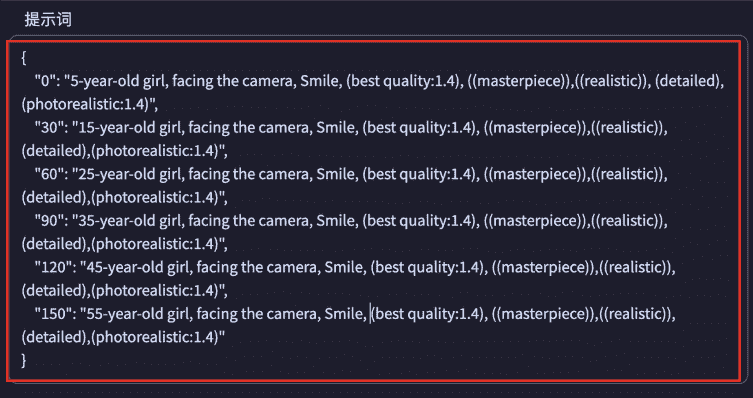 提示词
{
"0": "5-year-old girl, facing the camera, Smile, (best quality:1.4), ((masterpiece)),((realistic)), (detailed),
(photorealistic:1.4)",
"30": "15-year-old girl, facing the camera, Smile, (best quality:1.4), ((masterpiece)),((realistic)),
(detailed),(photorealistic:1.4)",
"60": "25-year-old girl, facing the camera, Smile, (best quality:1.4), ((masterpiece)),((realistic)),
(detailed),(photorealistic:1.4)",
"90": "35-year-old girl, facing the camera, Smile, (best quality:1.4), ((masterpiece)),((realistic)),
(detailed),(photorealistic:1.4)",
"120": "45-year-old girl, facing the camera, Smile, (best quality:1.4), ((masterpiece)),((realistic)),
(detailed),(photorealistic:1.4)",
"150": "55-year-old girl, facing the camera, Smile, (best quality:1.4), ((masterpiece)),((realistic)),
(detailed),(photorealistic:1.4)"
}